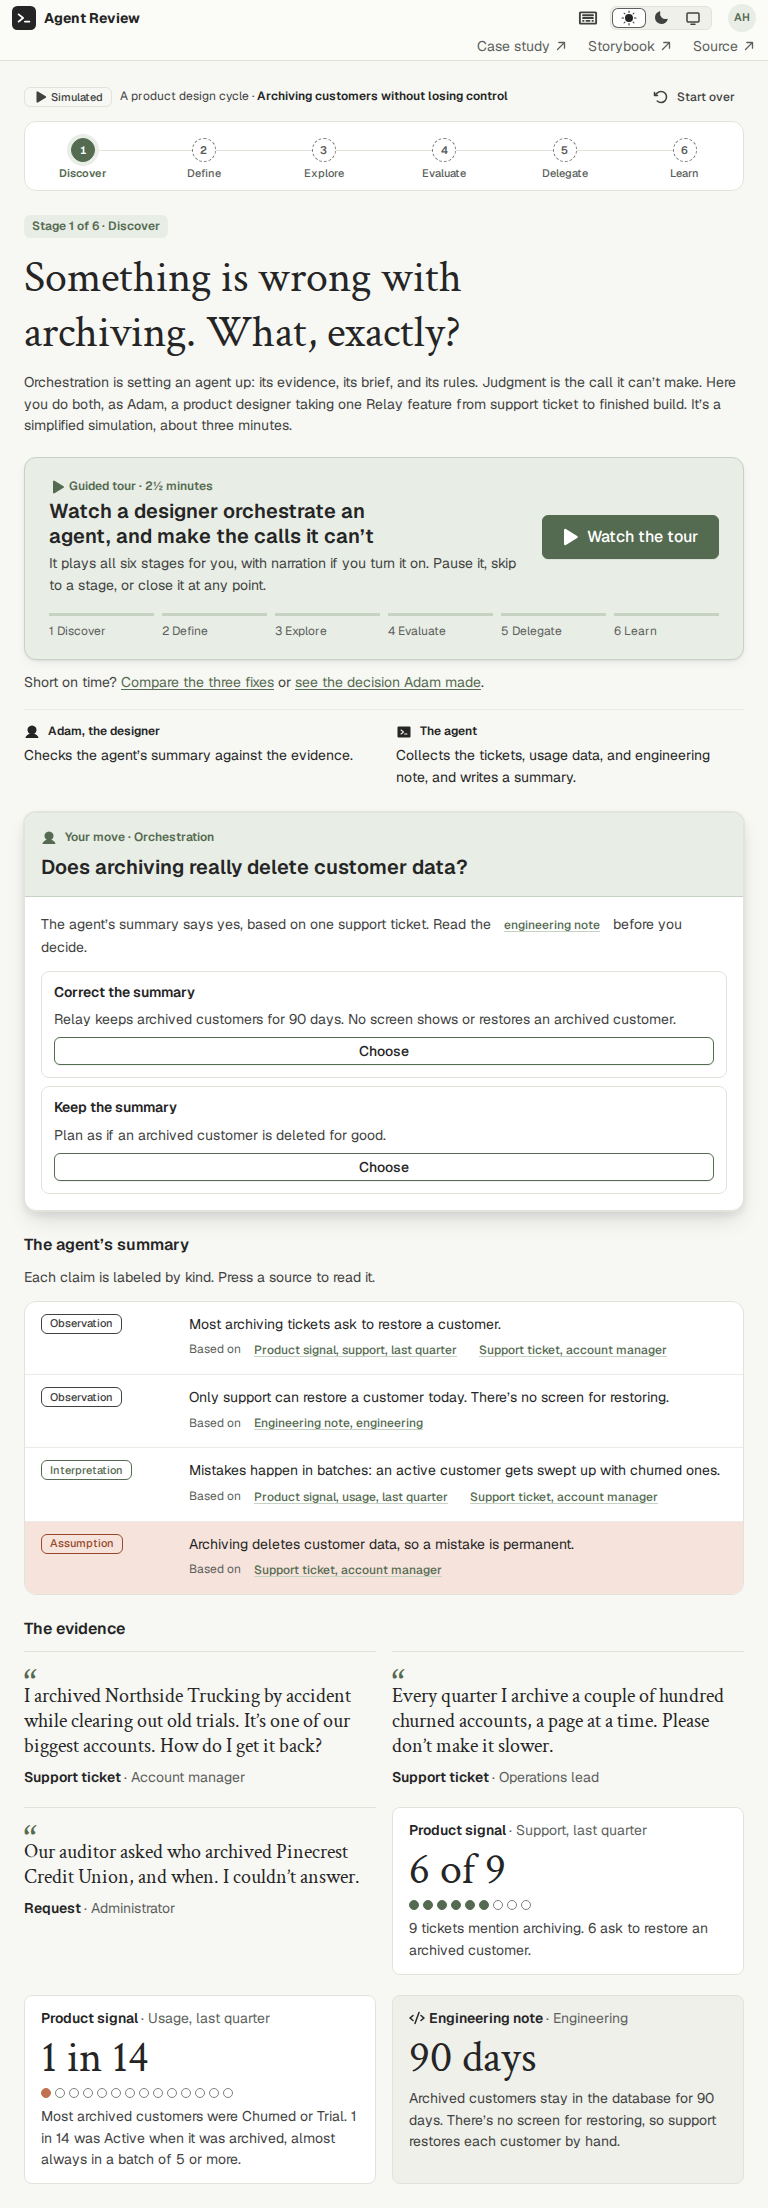 Agent Review
AH
Case study
Storybook
Source
Simulated
A product design cycle · Archiving customers without losing control
Start over
1
2
3
4
5
6
Discover
Define
Explore
Evaluate
Delegate
Learn
Stage 1 of 6 · Discover
Something is wrong with
archiving. What, exactly?
Orchestration is setting an agent up: its evidence, its brief, and its rules. Judgment is the call it can’t make. Here
you do both, as Adam, a product designer taking one Relay feature from support ticket to finished build. It’s a
simplified simulation, about three minutes.
Guided tour · 2½ minutes
Watch a designer orchestrate an
agent, and make the calls it can’t
It plays all six stages for you, with narration if you turn it on. Pause it, skip
to a stage, or close it at any point.
Watch the tour
1 Discover
2 Define
3 Explore
4 Evaluate
5 Delegate
6 Learn
Short on time? Compare the three fixes or see the decision Adam made.
Adam, the designer
Checks the agent’s summary against the evidence.
The agent
Collects the tickets, usage data, and engineering
note, and writes a summary.
Your move · Orchestration
Does archiving really delete customer data?
The agent’s summary says yes, based on one support ticket. Read the engineering note before you
decide.
Correct the summary
Relay keeps archived customers for 90 days. No screen shows or restores an archived customer.
Choose
Keep the summary
Plan as if an archived customer is deleted for good.
Choose
The agent’s summary
Each claim is labeled by kind. Press a source to read it.
Observation
Most archiving tickets ask to restore a customer.
Based on Product signal, support, last quarter Support ticket, account manager
Observation
Only support can restore a customer today. There’s no screen for restoring.
Based on Engineering note, engineering
Interpretation
Mistakes happen in batches: an active customer gets swept up with churned ones.
Based on Product signal, usage, last quarter Support ticket, account manager
Assumption
Archiving deletes customer data, so a mistake is permanent.
Based on Support ticket, account manager
The evidence
“
I archived Northside Trucking by accident
while clearing out old trials. It’s one of our
biggest accounts. How do I get it back?
Support ticket · Account manager
“
Every quarter I archive a couple of hundred
churned accounts, a page at a time. Please
don’t make it slower.
Support ticket · Operations lead
“
Our auditor asked who archived Pinecrest
Credit Union, and when. I couldn’t answer.
Request · Administrator
Product signal · Support, last quarter
6 of 9
9 tickets mention archiving. 6 ask to restore an
archived customer.
Product signal · Usage, last quarter
1 in 14
Most archived customers were Churned or Trial. 1
in 14 was Active when it was archived, almost
always in a batch of 5 or more.
Engineering note · Engineering
90 days
Archived customers stay in the database for 90
days. There’s no screen for restoring, so support
restores each customer by hand.